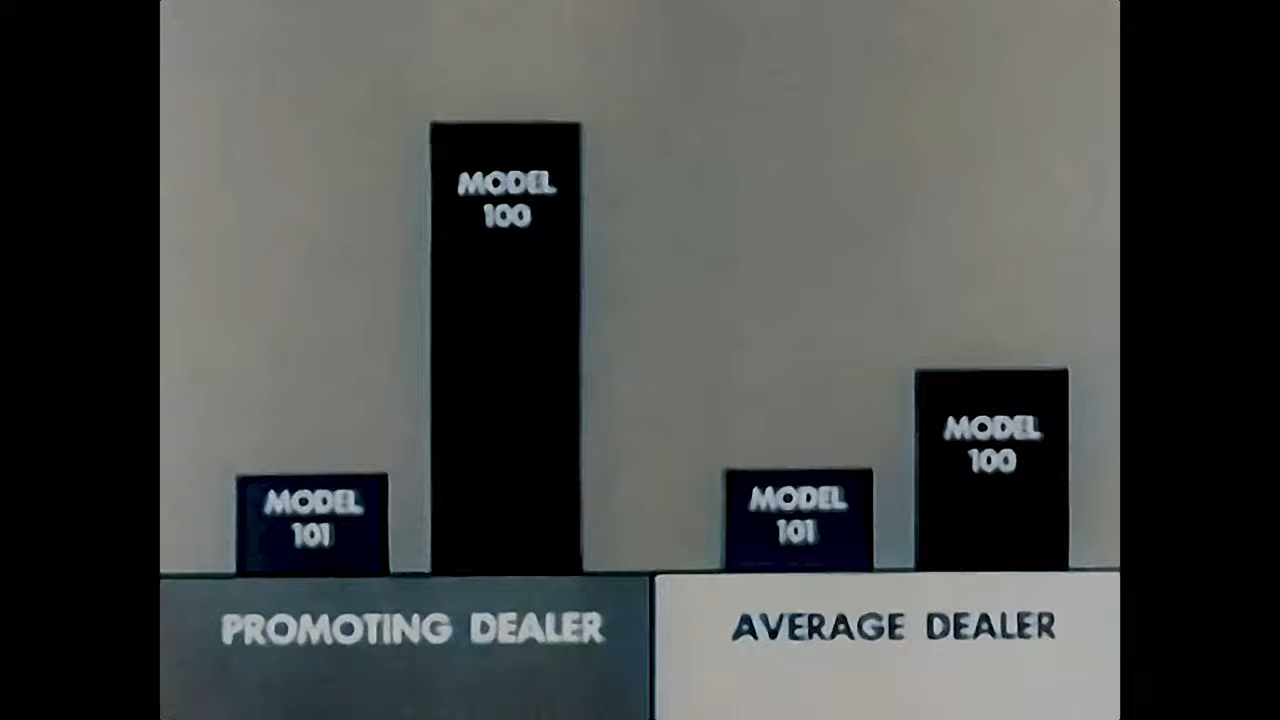 MODEL
100
MODEL
101
PROMOTING DEALER
MODEL
100
MODEL
101
AVERAGE DEALER